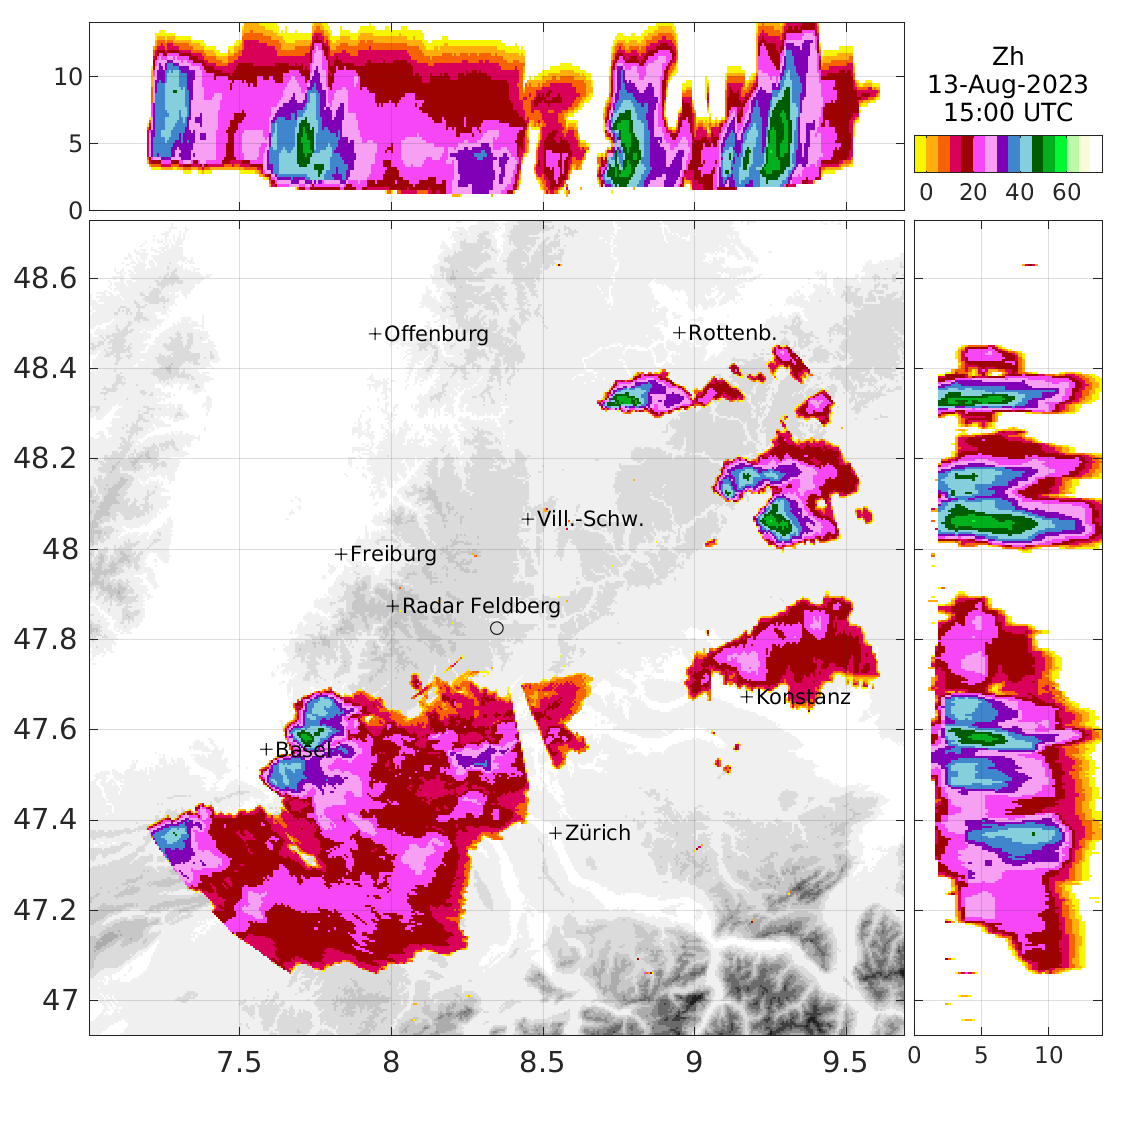 10
5
0
Zh
13-Aug-2023
15:00 UTC
0 20 40 60
48.6
48.4
48.2
48
47.8
47.6
47.4
47.2
47
+Offenburg
+Rottenb.
+Vill.-Schw.
+Freiburg
+Radar Feldberg
+Konstanz
+Basel
+Zürich
7.5 8 8.5 9 9.5
0 5 10